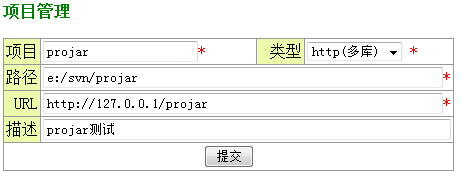 项目管理
项目 projar * 类型 http(多库) *
路径 e:/svn/projar *
URL http://127.0.0.1/projar *
描述 projar测试
提交